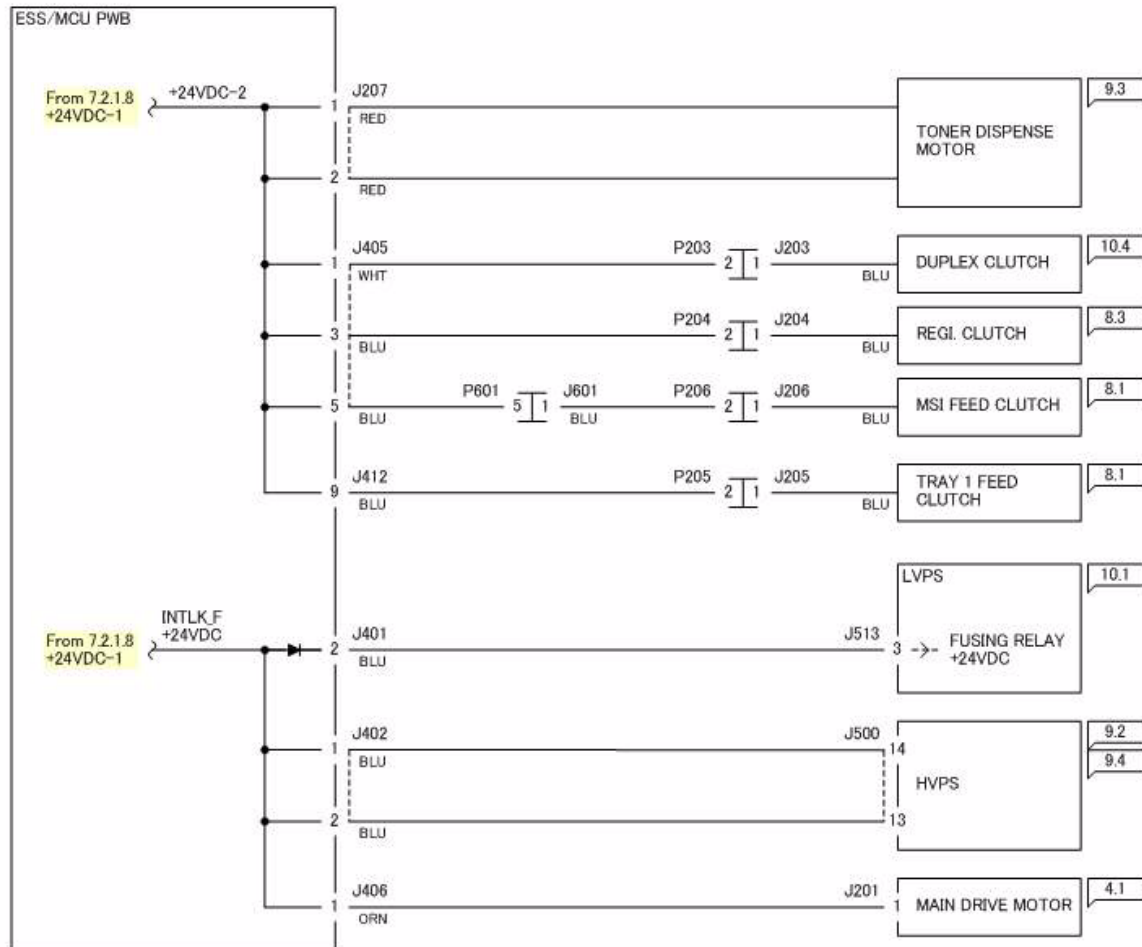 ESS/MCU PWB
From 7.2.1.8
+24VDC-1
+24VDC-2
1 J207
RED
2
RED
TONER DISPENSE
MOTOR
9.3
1 J405
WHT
P203 2 1 J203
BLU
DUPLEX CLUTCH
10.4
3
BLU
P204 2 1 J204
BLU
REGI. CLUTCH
8.3
5
BLU
P601 5 1 J601
BLU
P206 2 1 J206
BLU
MSI FEED CLUTCH
8.1
9 J412
BLU
P205 2 1 J205
BLU
TRAY 1 FEED
CLUTCH
8.1
From 7.2.1.8
+24VDC-1
INTLK_F
+24VDC
2 J401
BLU
J513 3
LVPS
FUSING RELAY
+24VDC
10.1
1 J402
BLU
J500 14
2
BLU
13
HVPS
9.2
9.4
1 J406
ORN
J201 1
MAIN DRIVE MOTOR
4.1